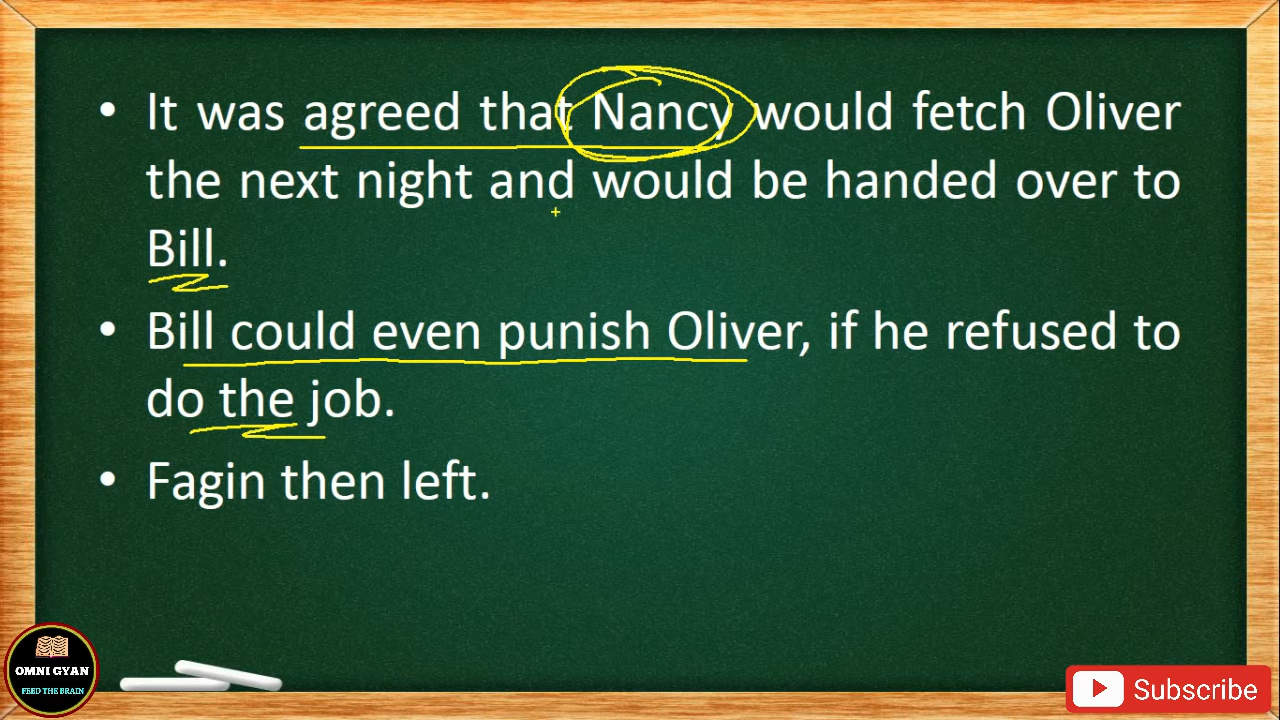 • It was agreed that Nancy would fetch Oliver
the next night and would be handed over to
Bill.
• Bill could even punish Oliver, if he refused to
do the job.
• Fagin then left.
OMNI GYAN
FEED THE BRAIN
Subscribe